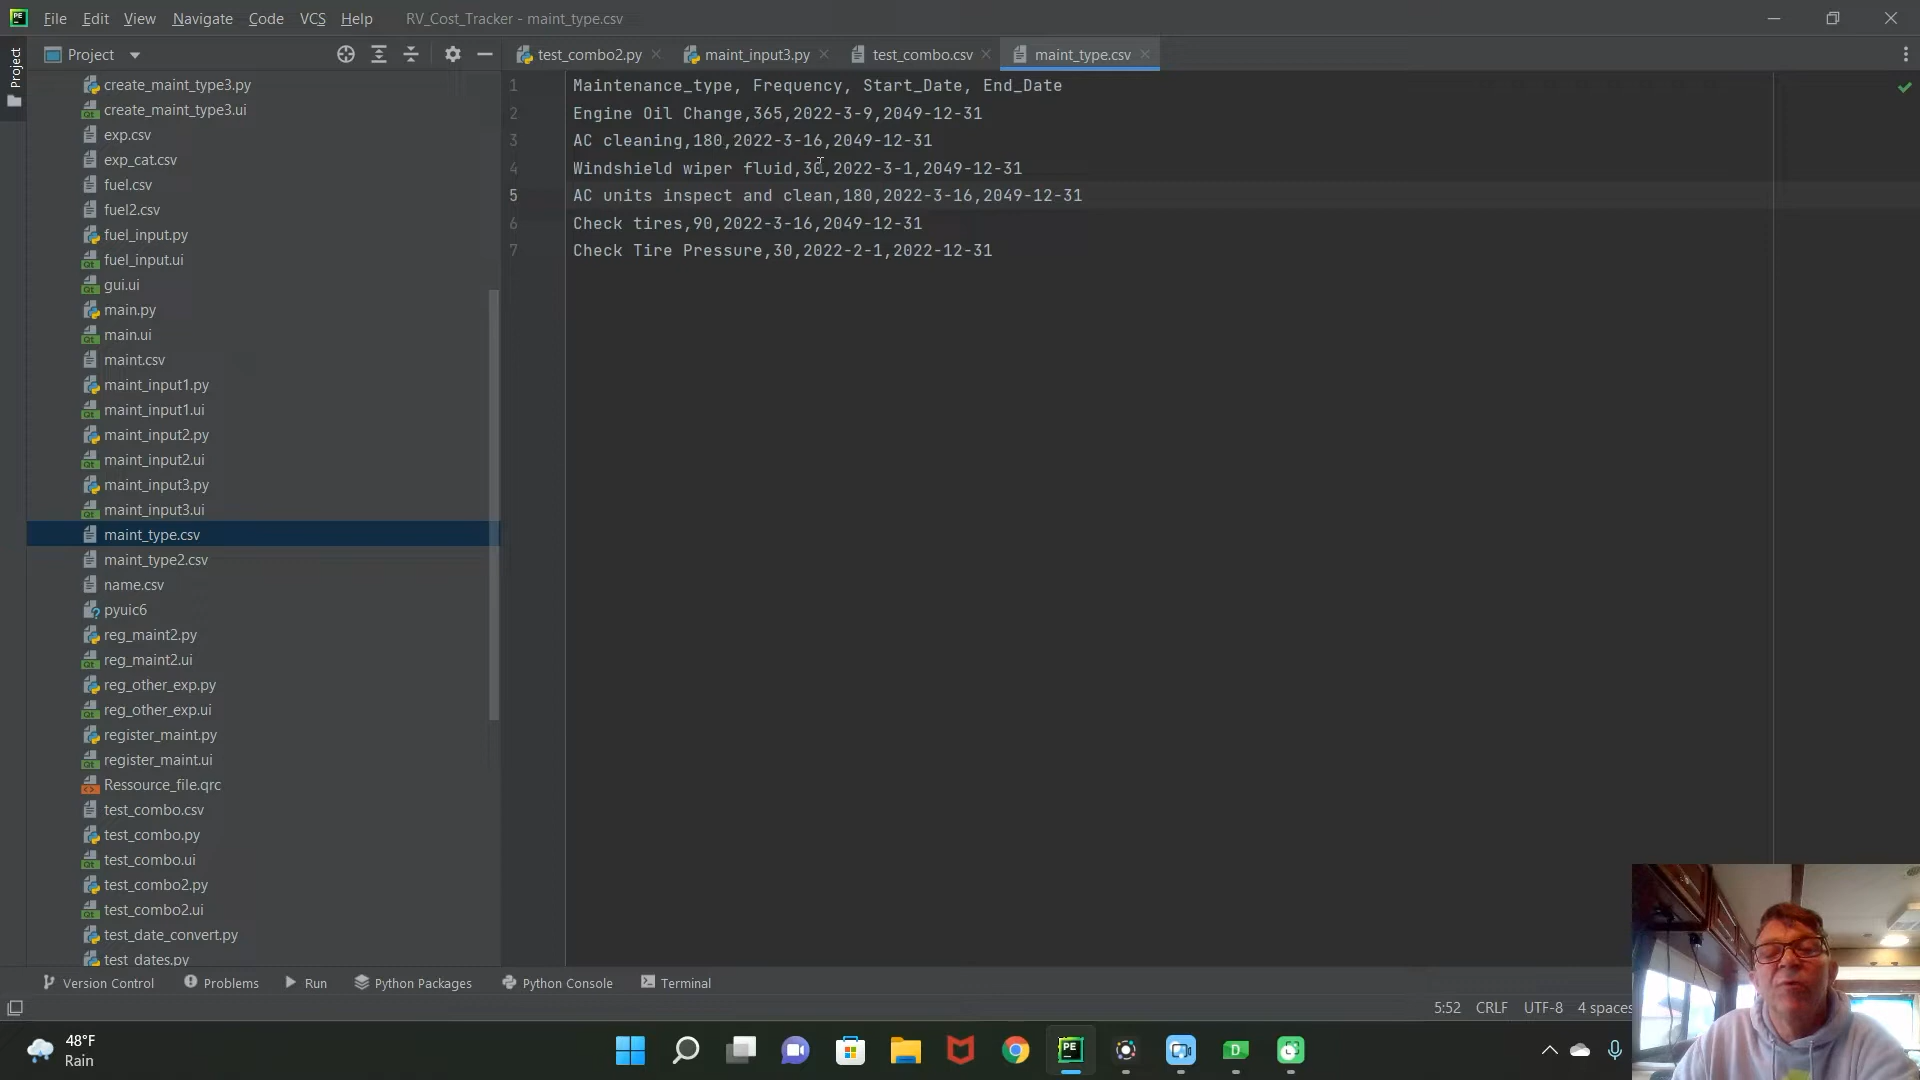 File Edit View Navigate Code VCS Help RV_Cost_Tracker - maint_type.csv
Project
Project
test_combo2.py
maint_input3.py
test_combo.csv
maint_type.csv
create_maint_type3.py
create_maint_type3.ui
exp.csv
exp_cat.csv
fuel.csv
fuel2.csv
fuel_input.py
fuel_input.ui
gui.ui
main.py
main.ui
maint.csv
maint_input1.py
maint_input1.ui
maint_input2.py
maint_input2.ui
maint_input3.py
maint_input3.ui
maint_type.csv
maint_type2.csv
name.csv
pyuic6
reg_maint2.py
reg_maint2.ui
reg_other_exp.py
reg_other_exp.ui
register_maint.py
register_maint.ui
Ressource_file.qrc
test_combo.csv
test_combo.py
test_combo.ui
test_combo2.py
test_combo2.ui
test_date_convert.py
test_dates.py
1 Maintenance_type, Frequency, Start_Date, End_Date
2 Engine Oil Change,365,2022-3-9,2049-12-31
3 AC cleaning,180,2022-3-16,2049-12-31
4 Windshield wiper fluid,30,2022-3-1,2049-12-31
5 AC units inspect and clean,180,2022-3-16,2049-12-31
6 Check tires,90,2022-3-16,2049-12-31
7 Check Tire Pressure,30,2022-2-1,2022-12-31
Version Control Problems Run Python Packages Python Console Terminal
5:52 CRLF UTF-8 4 spaces
48°F
Rain